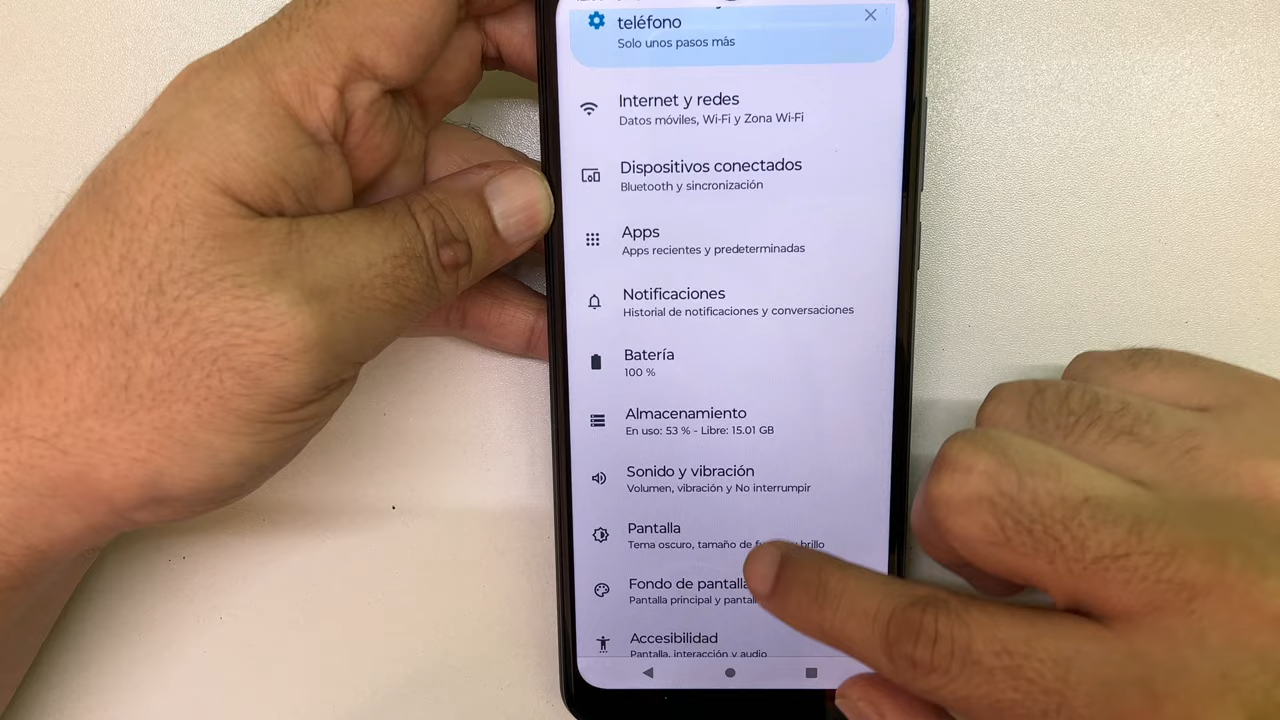 teléfono
Solo unos pasos más
Internet y redes
Datos móviles, Wi-Fi y Zona Wi-Fi
Dispositivos conectados
Bluetooth y sincronización
Apps
Apps recientes y predeterminadas
Notificaciones
Historial de notificaciones y conversaciones
Batería
100 %
Almacenamiento
En uso: 53 % - Libre: 15.01 GB
Sonido y vibración
Volumen, vibración y No interrumpir
Pantalla
Tema oscuro, tamaño de brillo
Fondo de pantalla
Pantalla principal y
Accesibilidad
Pantalla, interacción y audio